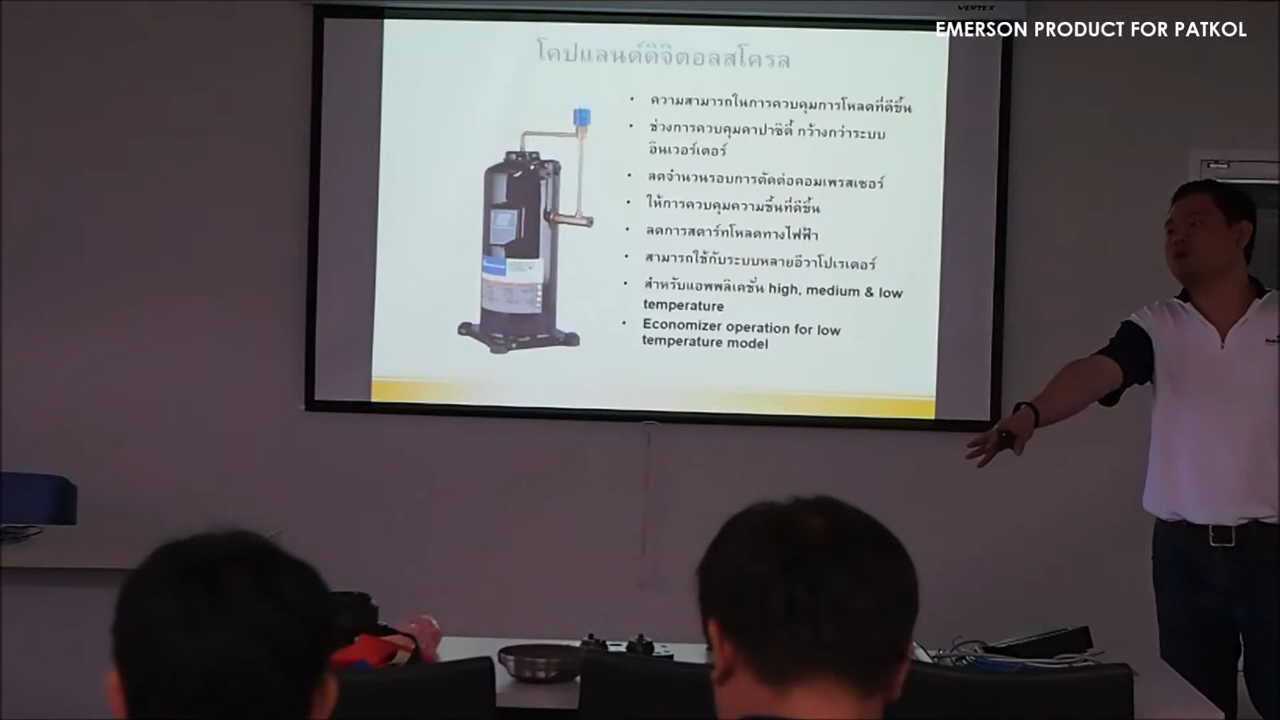 VERTEX
EMERSON PRODUCT FOR PATKOL
โคปแลนด์ดิจิตอลสโครล
• ความสามารถในการควบคุมการโหลดที่ดีขึ้น
• ช่วงการควบคุมคาปาซิตี้ กว้างกว่าระบบ
อินเวอร์เตอร์
• ลดจำนวนรอบการตัดต่อคอมเพรสเซอร์
• ให้การควบคุมความชื้นที่ดีขึ้น
• ลดการสตาร์ทโหลดทางไฟฟ้า
• สามารถใช้กับระบบหลายอีวาโปเรเตอร์
• สำหรับแอพพลิเคชั่น high, medium & low
temperature
• Economizer operation for low
temperature model